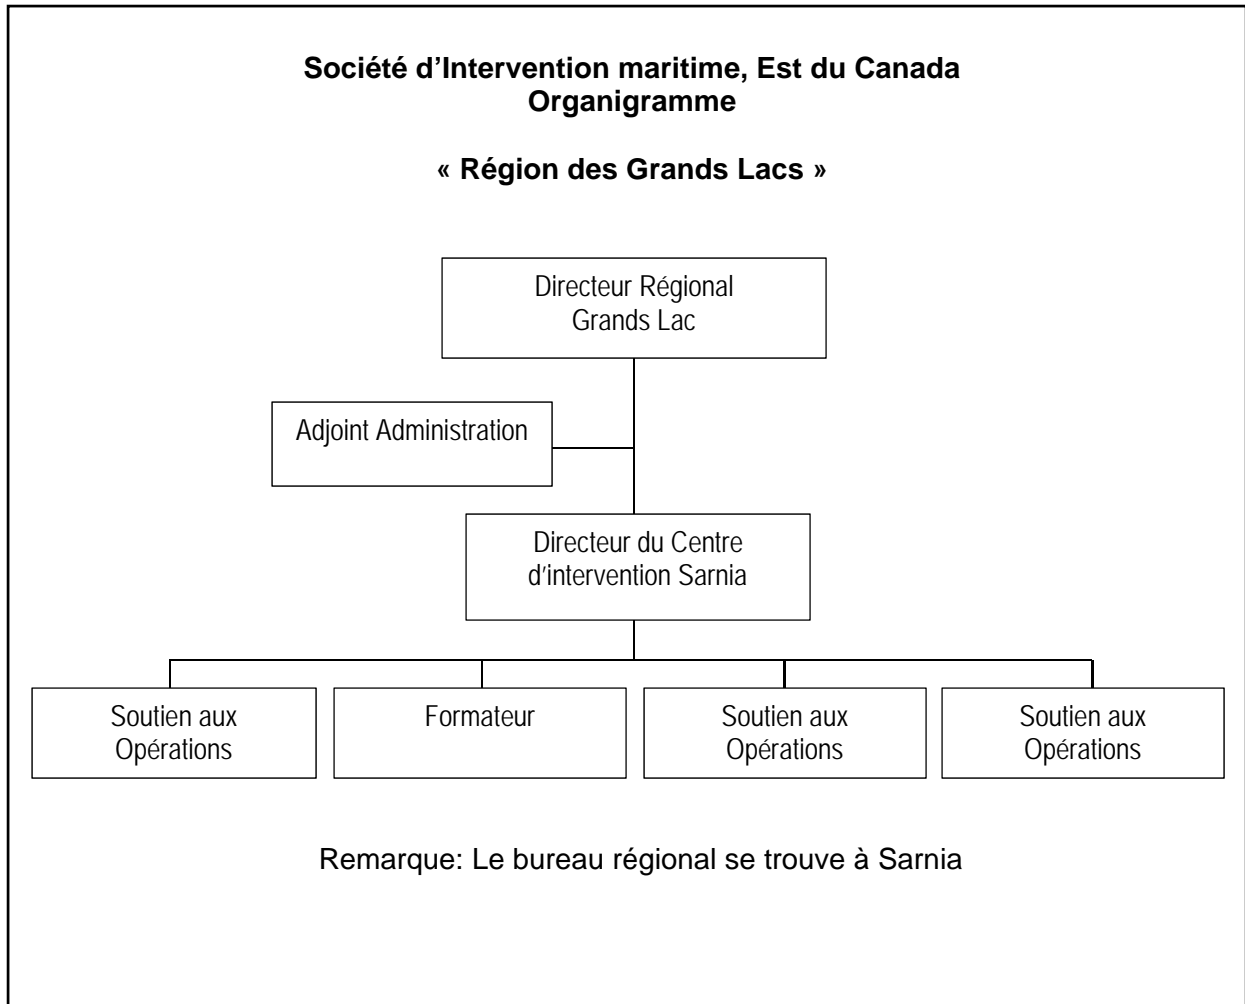 Société d’Intervention maritime, Est du Canada
Organigramme
« Région des Grands Lacs »
Directeur Régional
Grands Lac
Adjoint Administration
Directeur du Centre
d'intervention Sarnia
Soutien aux
Opérations
Formateur
Soutien aux
Opérations
Soutien aux
Opérations
Remarque: Le bureau régional se trouve à Sarnia